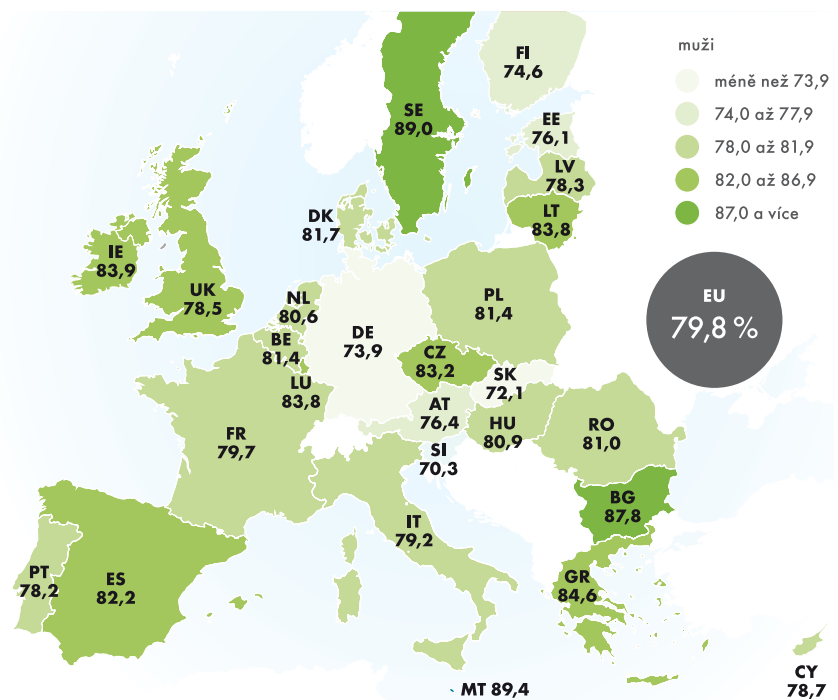 muži
méně než 73,9
74,0 až 77,9
78,0 až 81,9
82,0 až 86,9
87,0 a více
EU
79,8 %
FI
74,6
SE
89,0
EE
76,1
LV
78,3
LT
83,8
DK
81,7
IE
83,9
UK
78,5
NL
80,6
BE
81,4
LU
83,8
DE
73,9
PL
81,4
CZ
83,2
SK
72,1
AT
76,4
HU
80,9
SI
70,3
RO
81,0
FR
79,7
BG
87,8
IT
79,2
PT
78,2
ES
82,2
GR
84,6
MT 89,4
CY
78,7